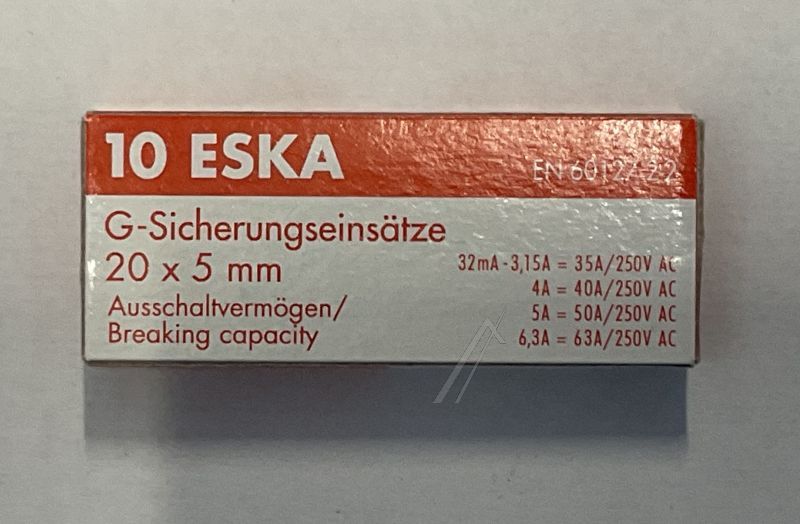 10 ESKA
EN 60127-2/2
G-Sicherungseinsätze
20 x 5 mm
Ausschaltvermögen/
Breaking capacity
32mA - 3,15A = 35A/250V AC
4A = 40A/250V AC
5A = 50A/250V AC
6,3A = 63A/250V AC